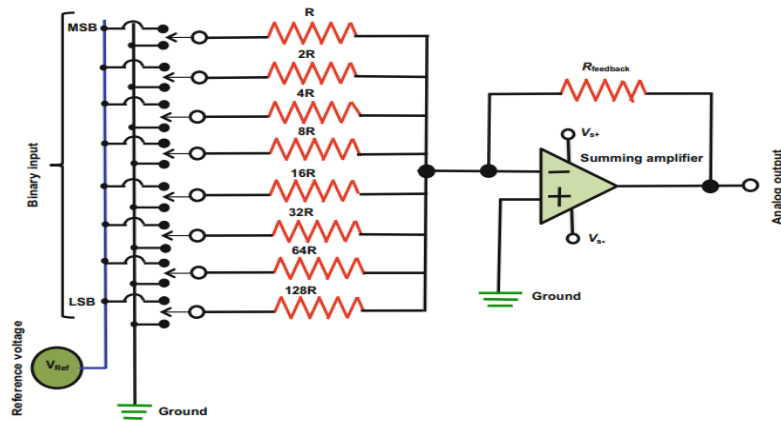 MSB
R
2R
4R
8R
16R
32R
64R
LSB
128R
Binary input
Reference voltage
VRef
Ground
Rfeedback
Vs+
Summing amplifier
Vs-
Ground
Analog output